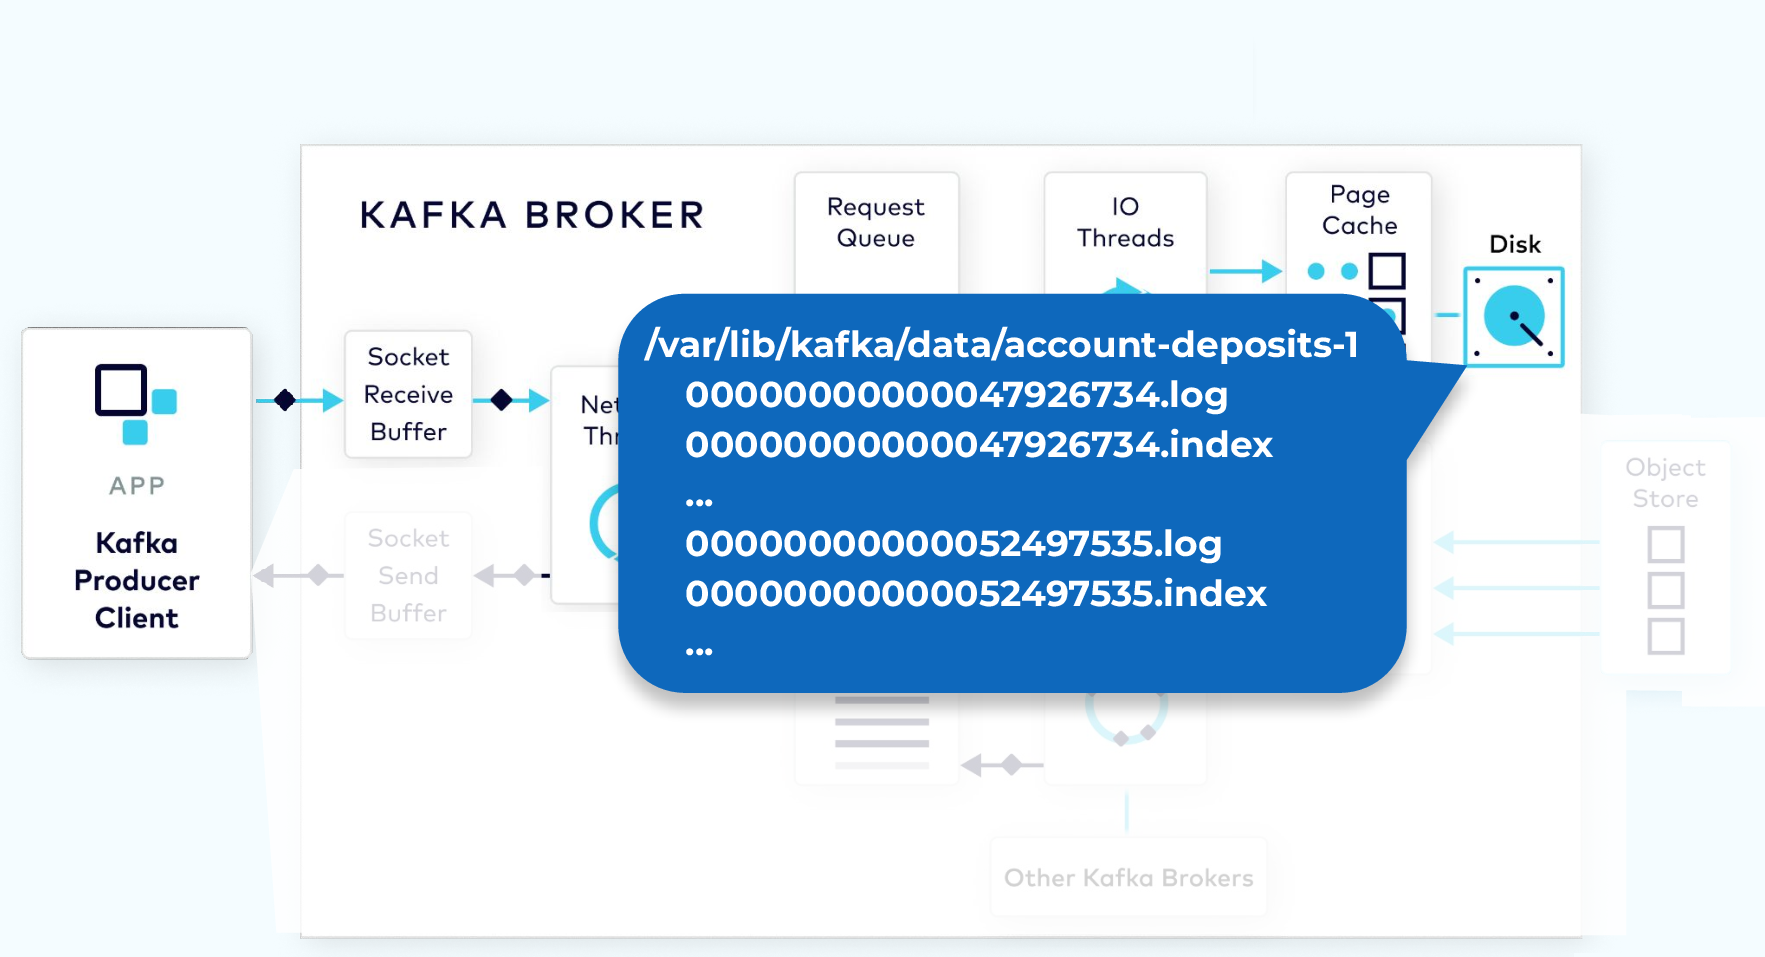 KAFKA BROKER
Request
Queue
IO
Threads
Page
Cache
Disk
APP
Kafka
Producer
Client
Socket
Receive
Buffer
Socket
Send
Buffer
/var/lib/kafka/data/account-deposits-1
00000000000047926734.log
00000000000047926734.index
...
00000000000052497535.log
00000000000052497535.index
...
Object
Store
Other Kafka Brokers